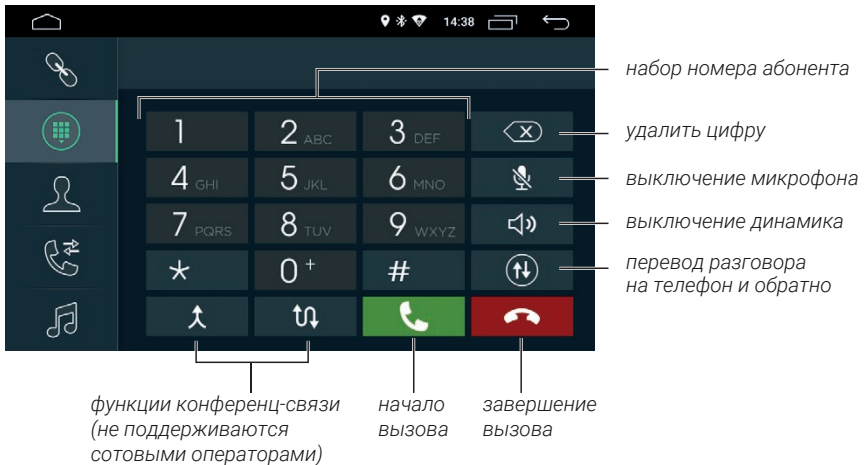 14:38
набор номера абонента
1
2 ABC
3 DEF
удалить цифру
4 GHI
5 JKL
6 MNO
выключение микрофона
7 PQRS
8 TUV
9 WXYZ
выключение динамика
*
0 +
#
перевод разговора
на телефон и обратно
функции конференц-связи
(не поддерживаются
сотовыми операторами)
начало
вызова
завершение
вызова